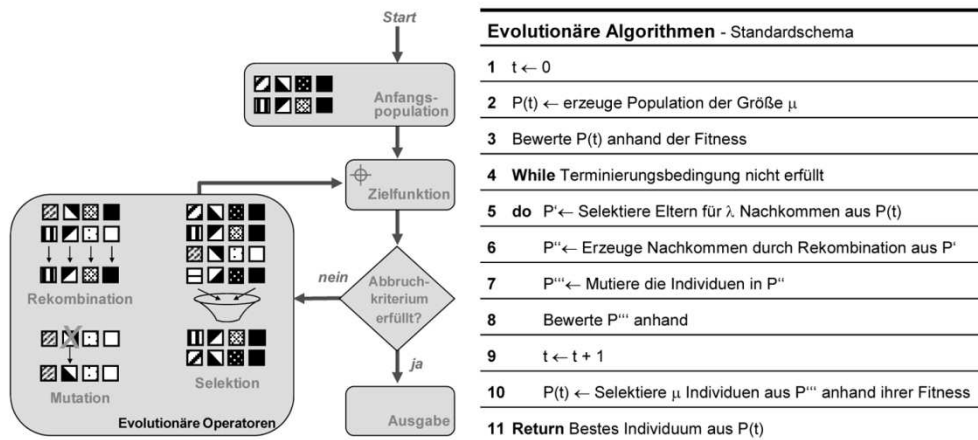 Start
Anfangs-
population
Zielfunktion
nein
Abbruch-
kriterium
erfüllt?
ja
Ausgabe
Rekombination
Mutation
Selektion
Evolutionäre Operatoren
Evolutionäre Algorithmen - Standardschema
1 t ← 0
2 P(t) ← erzeuge Population der Größe μ
3 Bewerte P(t) anhand der Fitness
4 While Terminierungsbedingung nicht erfüllt
5 do P‘← Selektiere Eltern für λ Nachkommen aus P(t)
6 P‘‘← Erzeuge Nachkommen durch Rekombination aus P‘
7 P‘‘‘← Mutiere die Individuen in P‘‘
8 Bewerte P‘‘‘ anhand
9 t ← t + 1
10 P(t) ← Selektiere μ Individuen aus P‘‘‘ anhand ihrer Fitness
11 Return Bestes Individuum aus P(t)